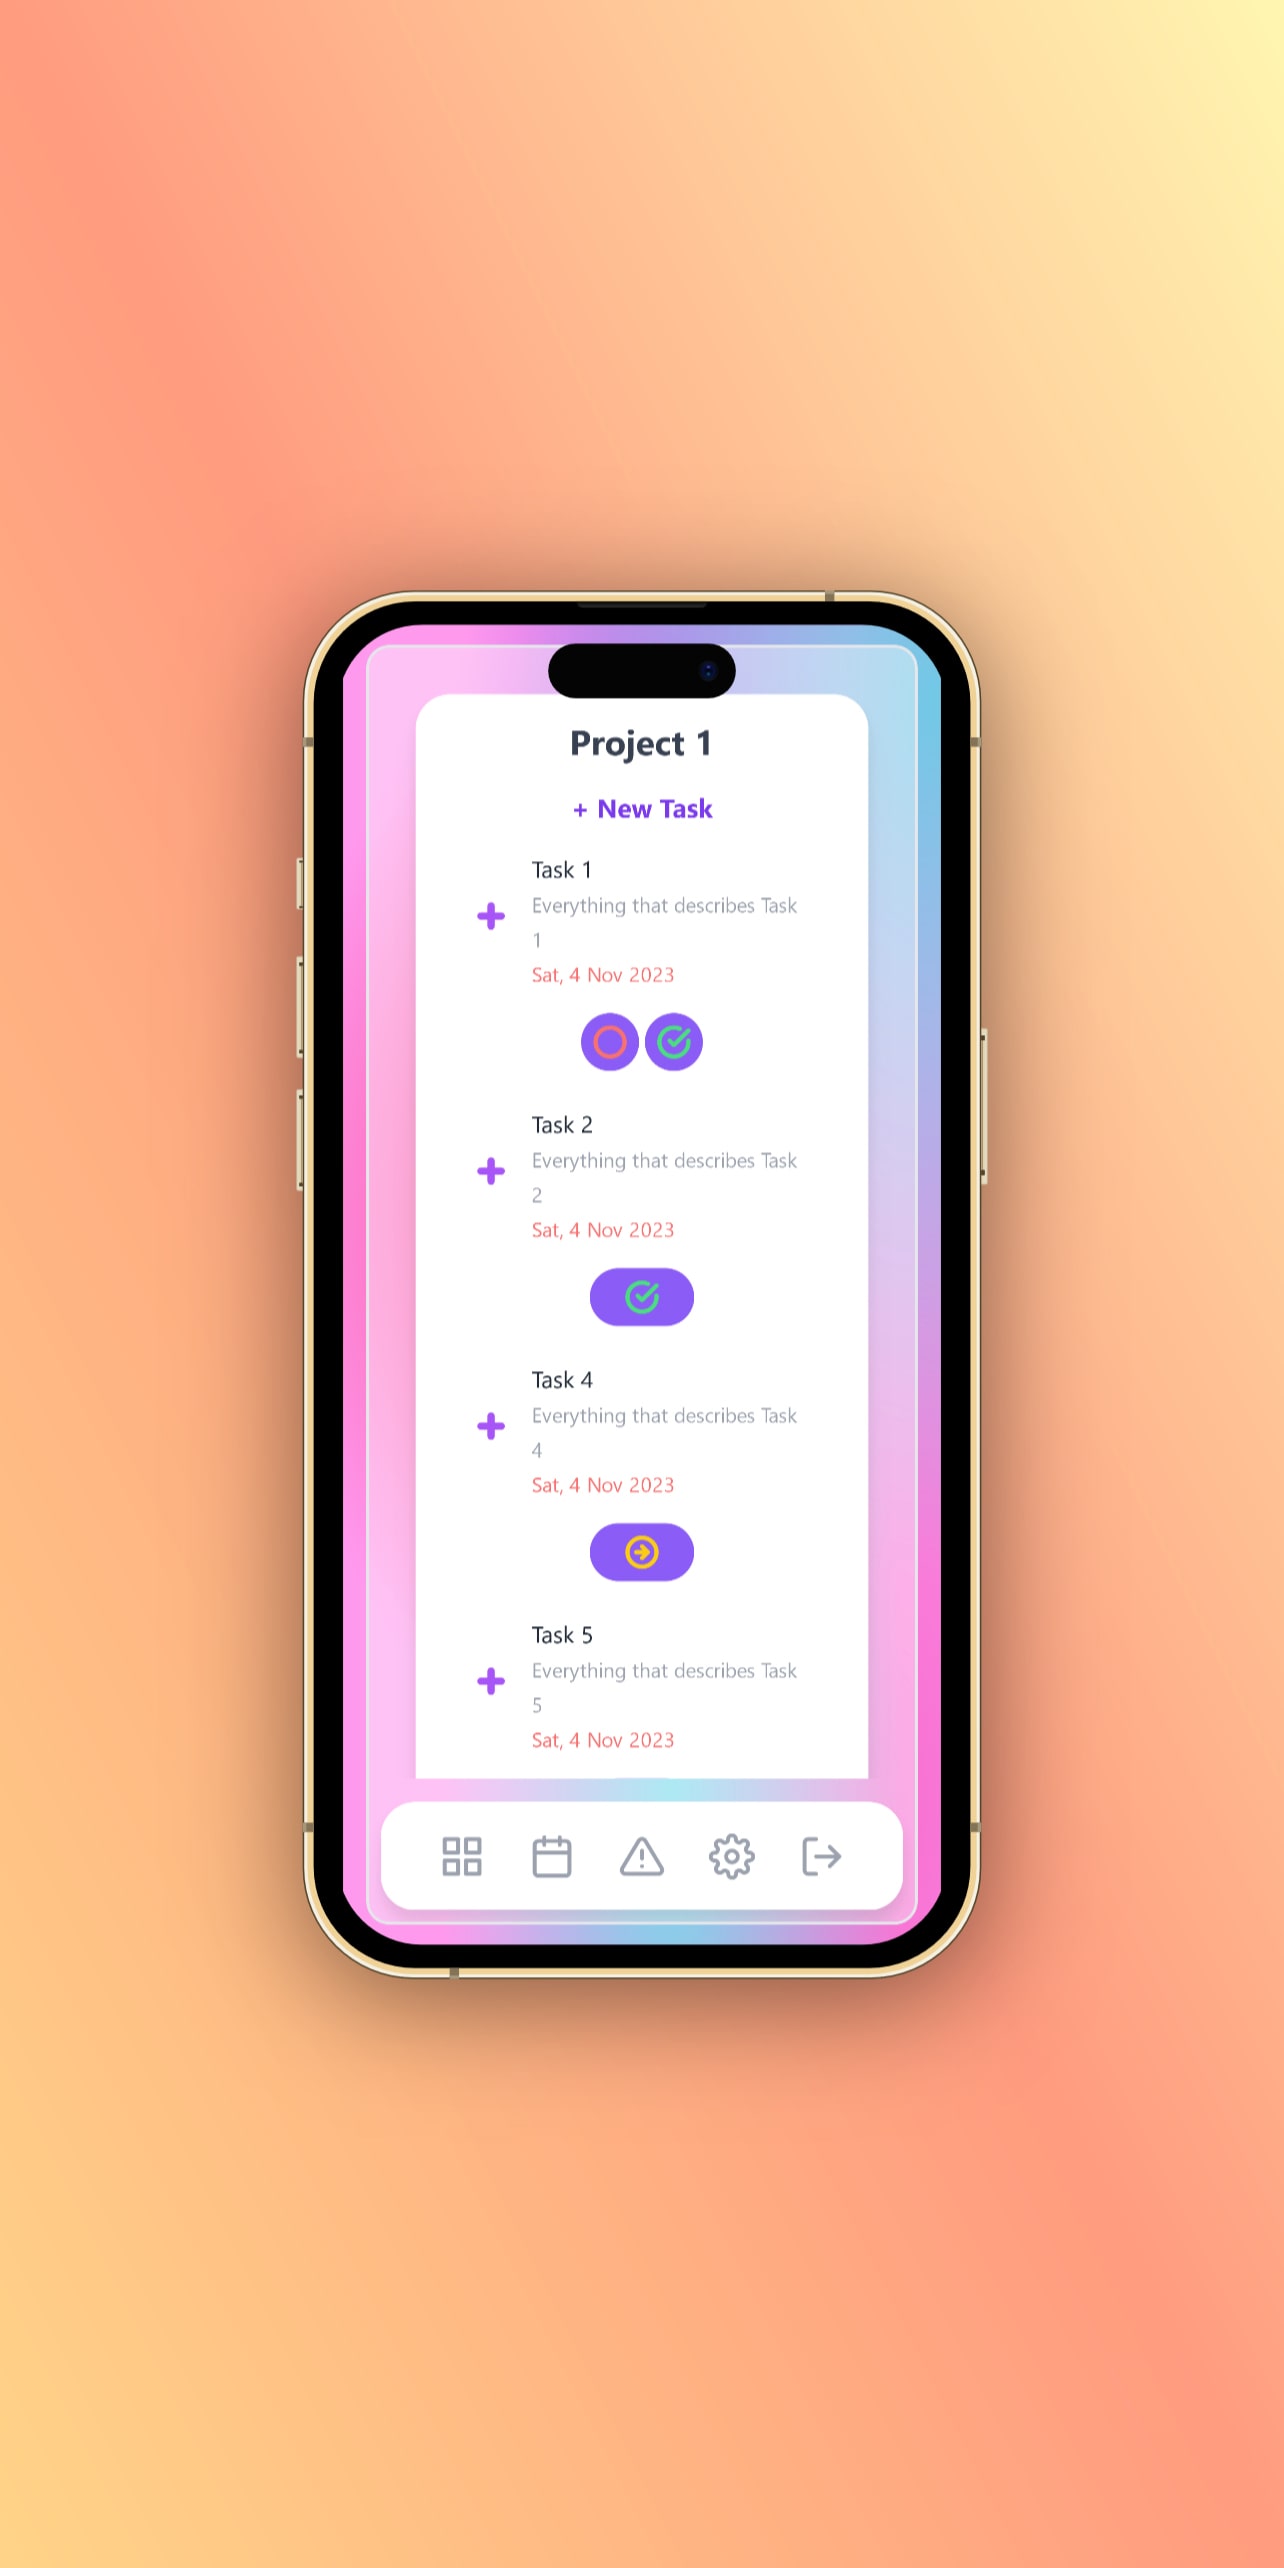 Project 1
+ New Task
Task 1
Everything that describes Task
1
Sat, 4 Nov 2023
Task 2
Everything that describes Task
2
Sat, 4 Nov 2023
Task 4
Everything that describes Task
4
Sat, 4 Nov 2023
Task 5
Everything that describes Task
5
Sat, 4 Nov 2023